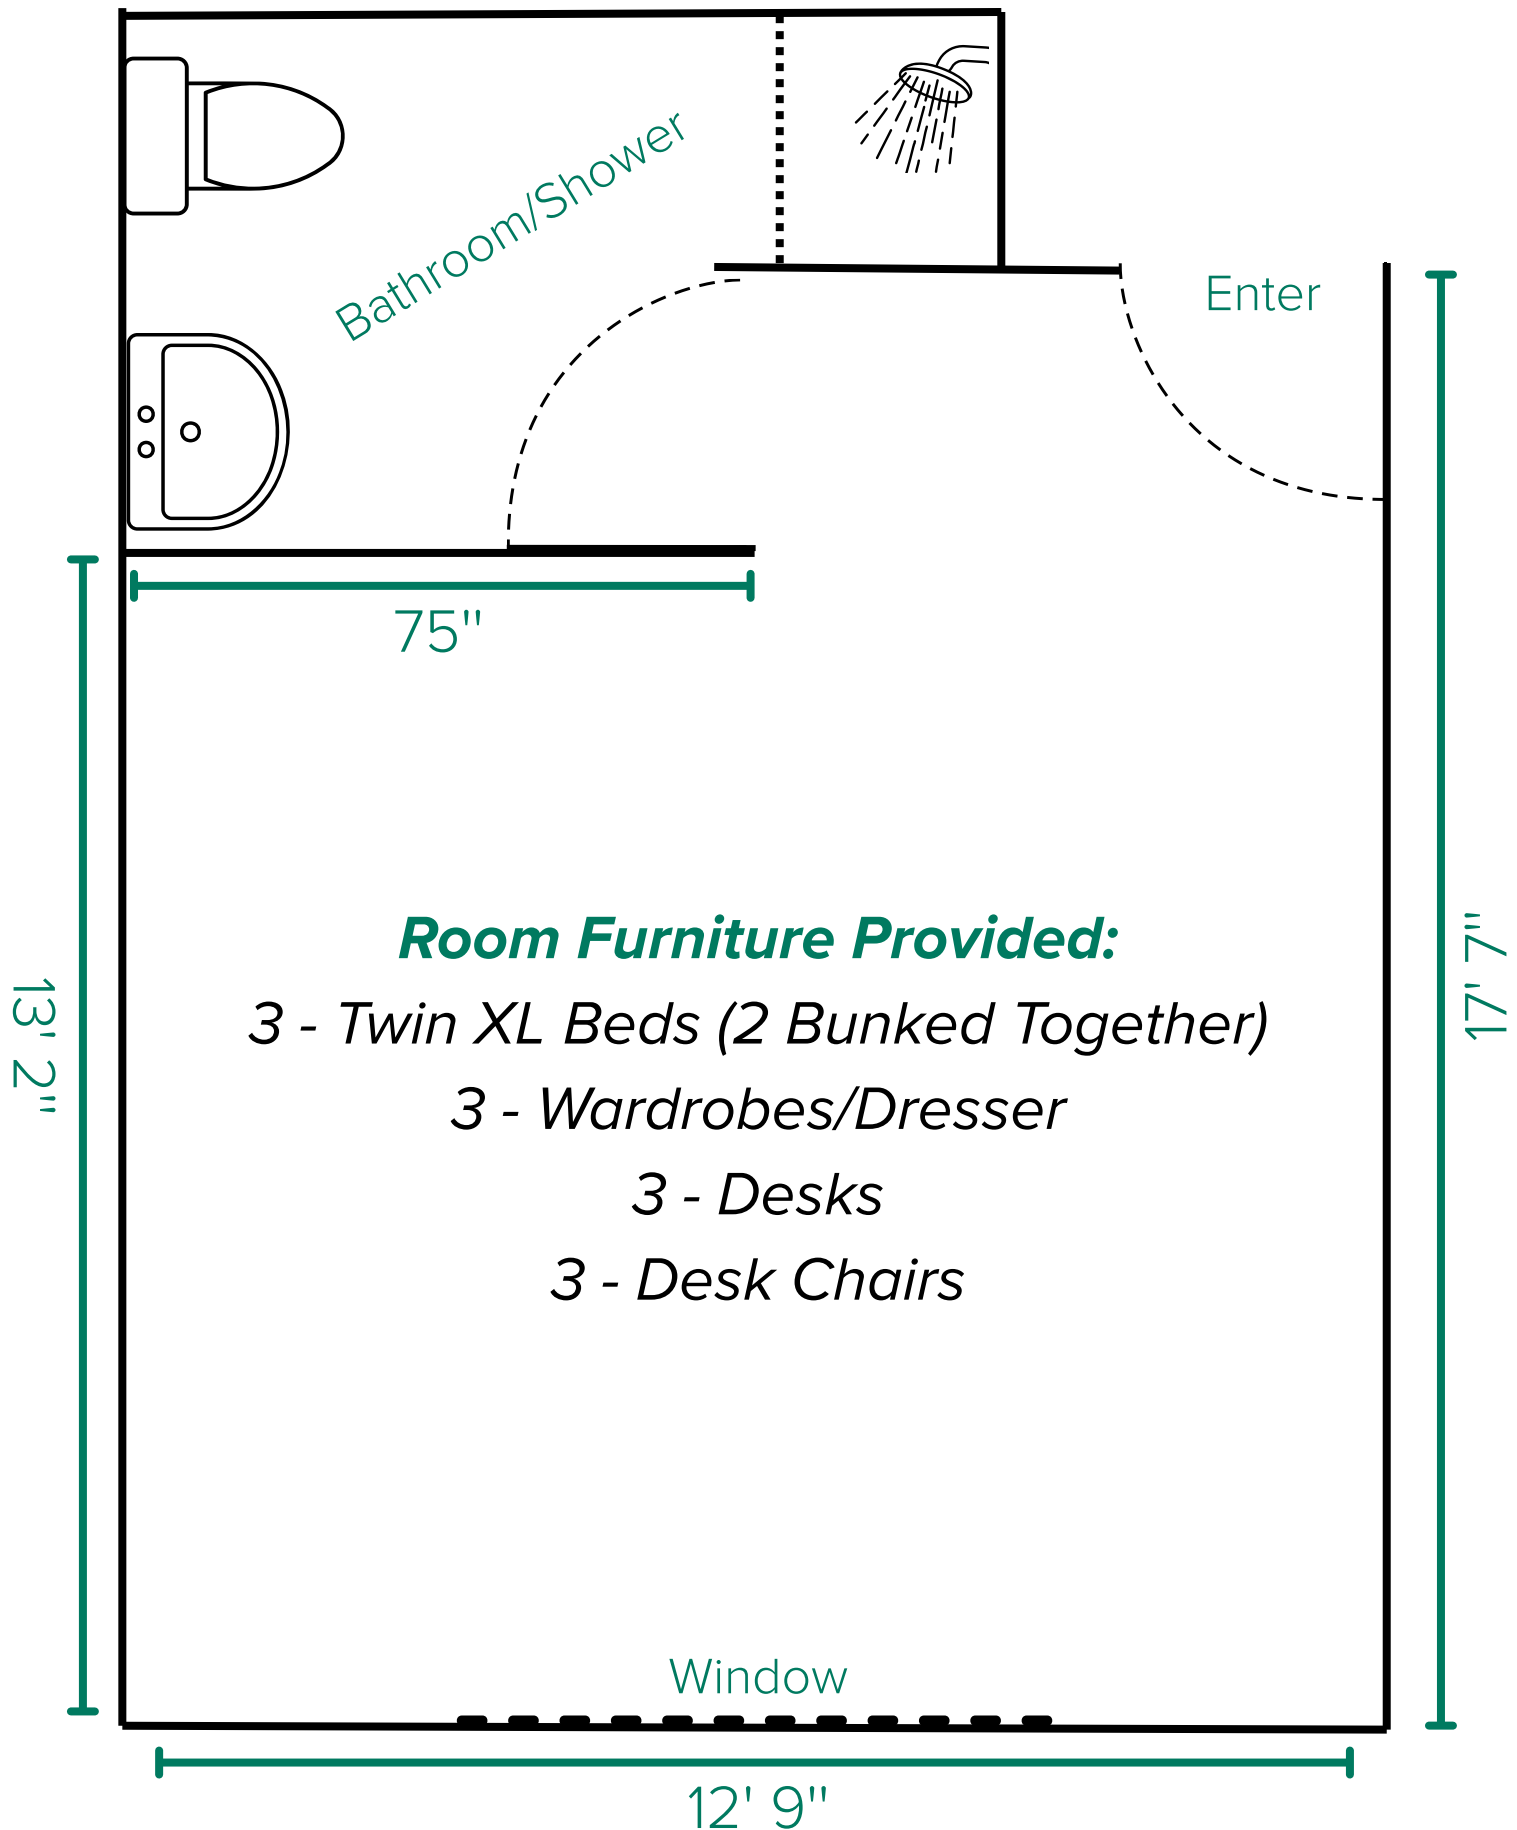 Bathroom/Shower
Enter
75"
Room Furniture Provided:
3 - Twin XL Beds (2 Bunked Together)
3 - Wardrobes/Dresser
3 - Desks
3 - Desk Chairs
13' 2"
17' 7"
Window
12' 9"